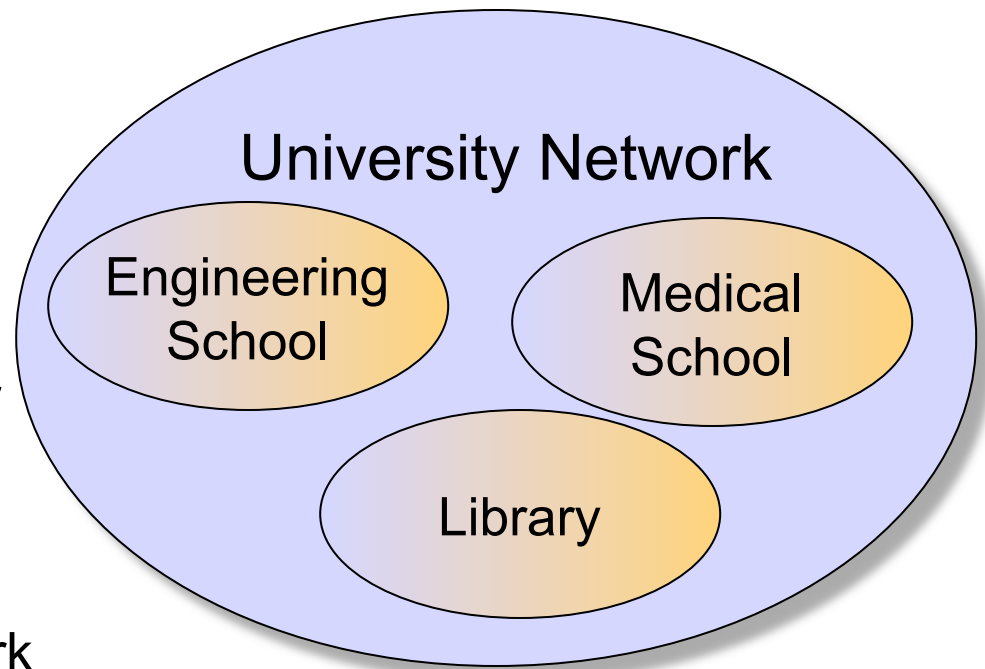 University Network
Engineering
School
Medical
School
Library
rk